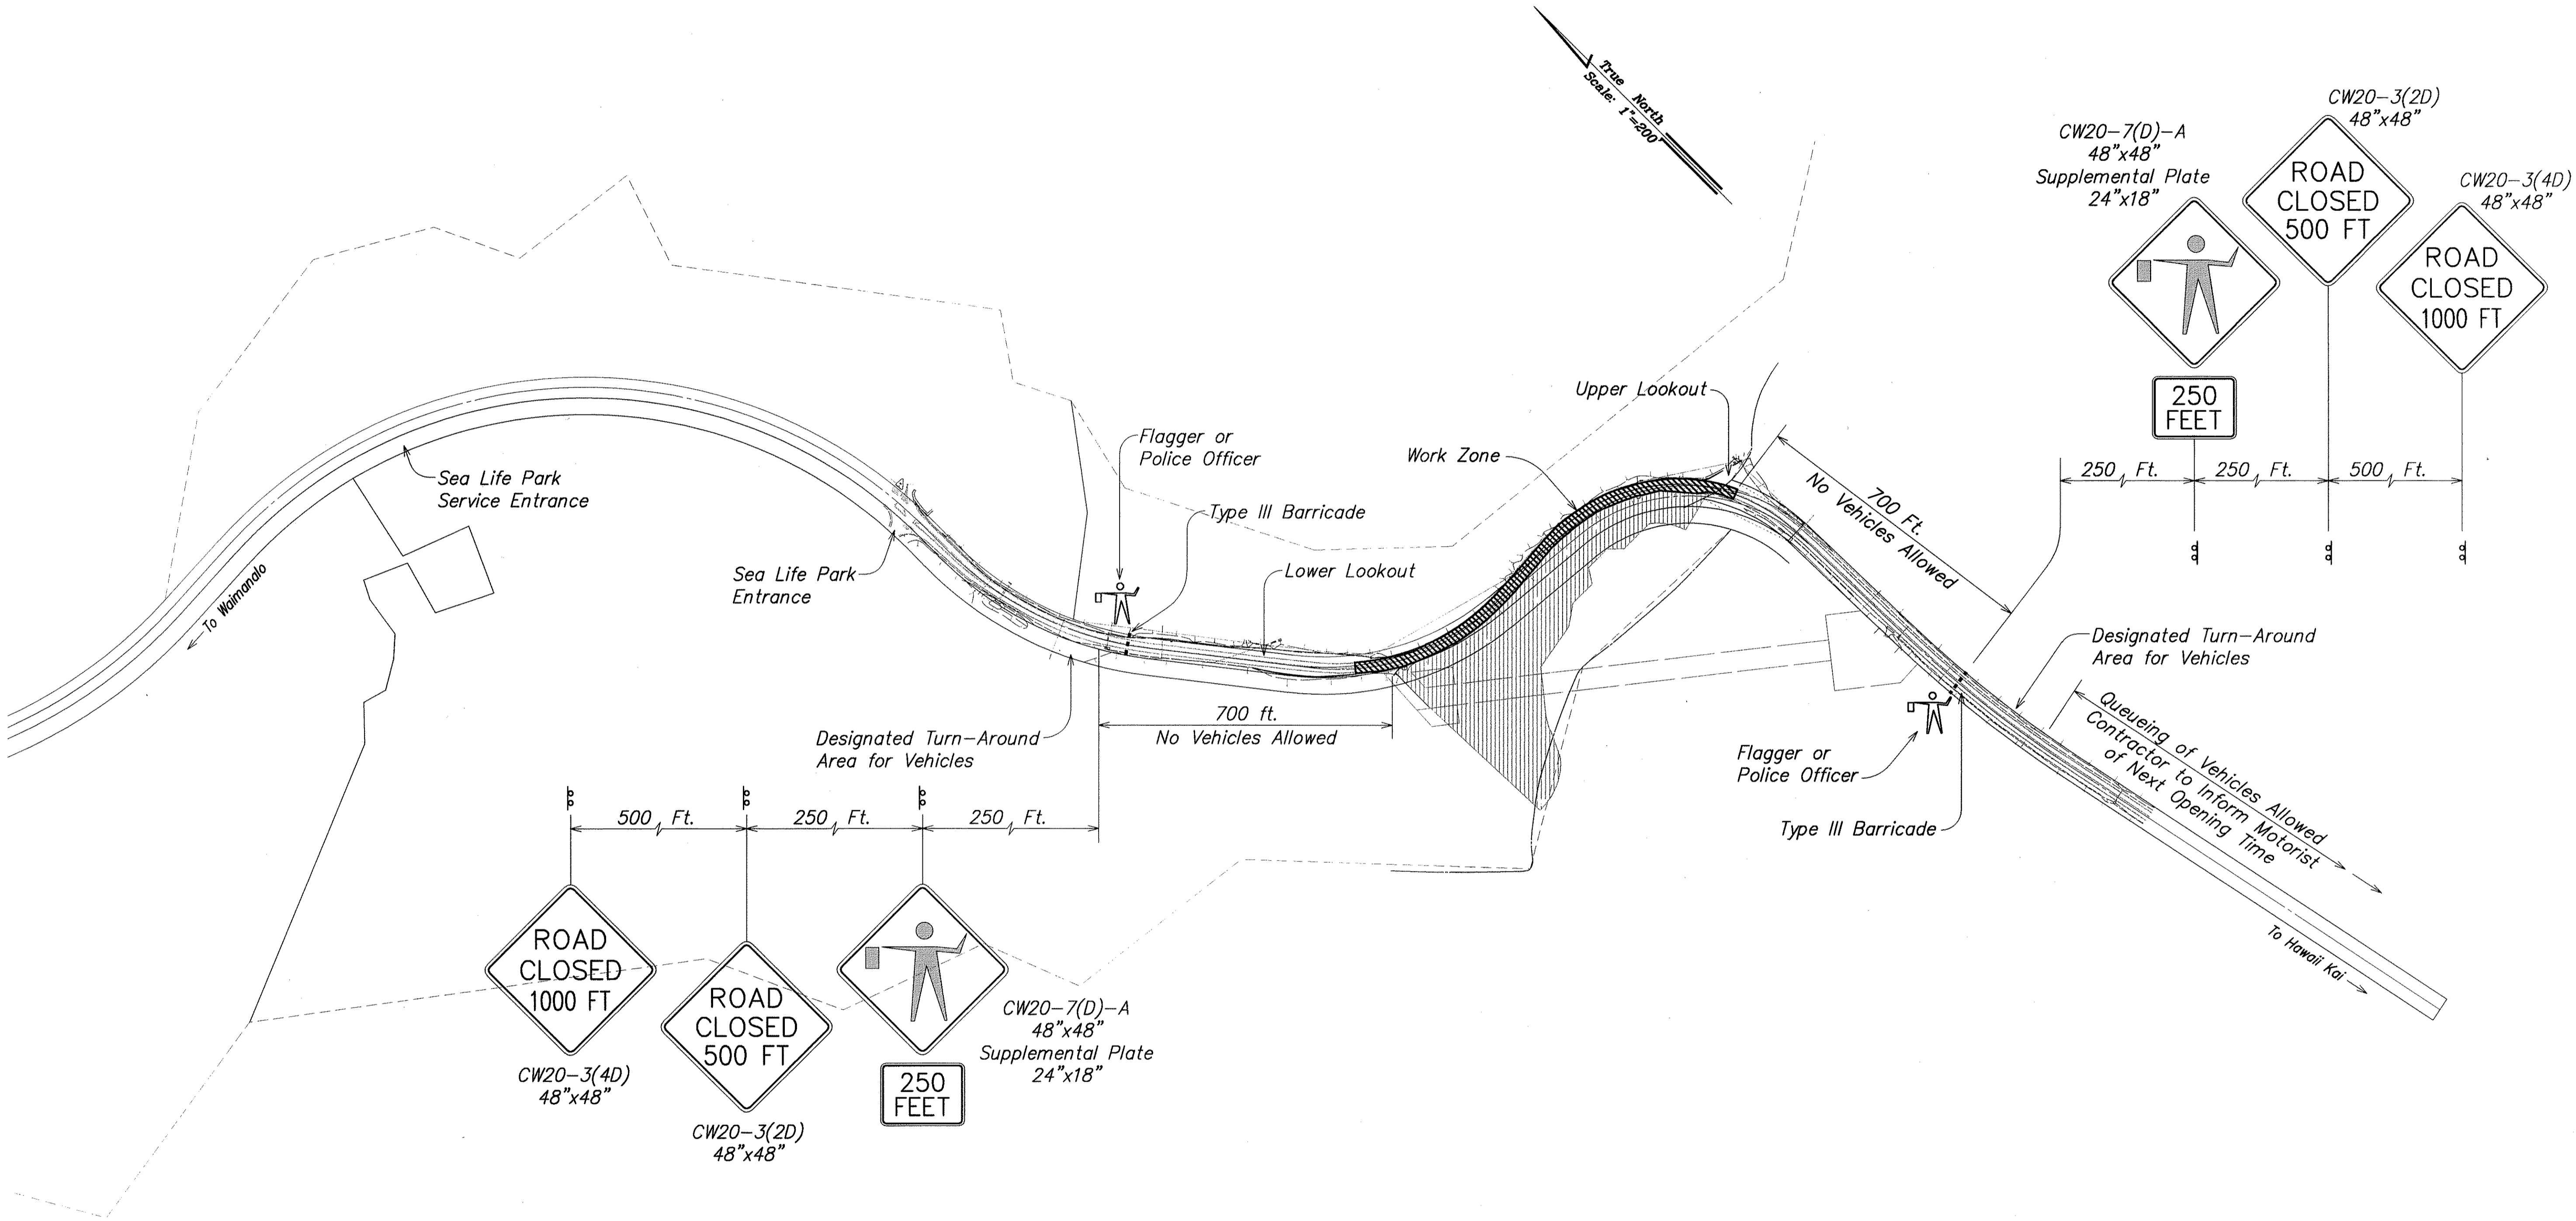 True North
Scale: 1"=200'
CW20-3(2D)
48"x48"
CW20-7(D)-A
48"x48"
Supplemental Plate
24"x18"
CW20-3(4D)
48"x48"
ROAD
CLOSED
500 FT
ROAD
CLOSED
1000 FT
250
FEET
250 Ft.
250 Ft.
500 Ft.
Upper Lookout
Work Zone
700 Ft.
No Vehicles Allowed
Flagger or
Police Officer
Type III Barricade
Sea Life Park
Service Entrance
Sea Life Park
Entrance
Lower Lookout
To Waimanalo
Designated Turn-Around
Area for Vehicles
700 ft.
No Vehicles Allowed
Designated Turn-Around
Area for Vehicles
Queueing of Vehicles Allowed
Contractor to Inform Motorist
of Next Opening Time
Flagger or
Police Officer
Type III Barricade
To Hawaii Kai
500 Ft.
250 Ft.
250 Ft.
ROAD
CLOSED
1000 FT
CW20-3(4D)
48"x48"
ROAD
CLOSED
500 FT
CW20-3(2D)
48"x48"
CW20-7(D)-A
48"x48"
Supplemental Plate
24"x18"
250
FEET